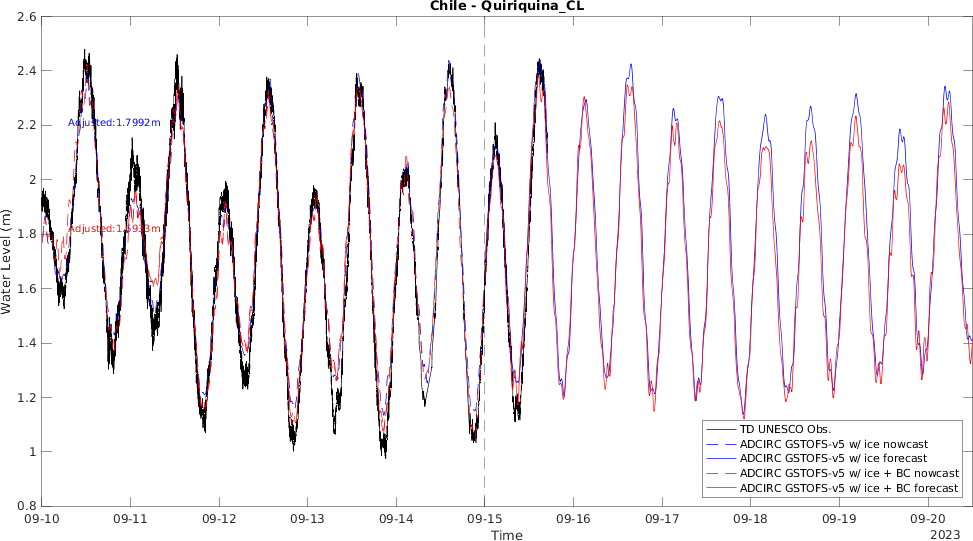 Chile - Quiriquina_CL
2.6
2.4
2.2
2
1.8
1.6
1.4
1.2
1
0.8
Water Level (m)
Adjusted:1.7992m
TD UNESCO Obs.
ADCIRC GSTOFS-v5 w/ ice nowcast
ADCIRC GSTOFS-v5 w/ ice forecast
ADCIRC GSTOFS-v5 w/ ice + BC nowcast
ADCIRC GSTOFS-v5 w/ ice + BC forecast
09-10 09-11 09-12 09-13 09-14 09-15 09-16 09-17 09-18 09-19 09-20
Time
2023